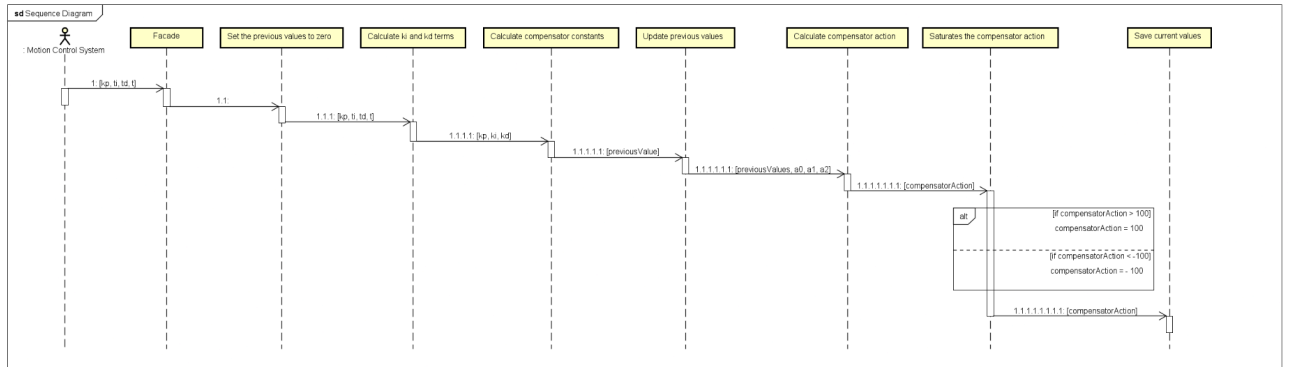 sd Sequence Diagram
: Motion Control System
Facade
Set the previous values to zero
Calculate ki and kd terms
Calculate compensator constants
Update previous values
Calculate compensator action
Saturates the compensator action
Save current values
1: [kp, ti, td, t]
1.1:
1.1.1: [kp, ti, td, t]
1.1.1.1: [kp, ki, kd]
1.1.1.1.1: [previousValue]
1.1.1.1.1.1: [previousValues, a0, a1, a2]
1.1.1.1.1.1.1: [compensatorAction]
alt
[if compensatorAction > 100]
compensatorAction = 100
[if compensatorAction < -100]
compensatorAction = - 100
1.1.1.1.1.1.1.1: [compensatorAction]